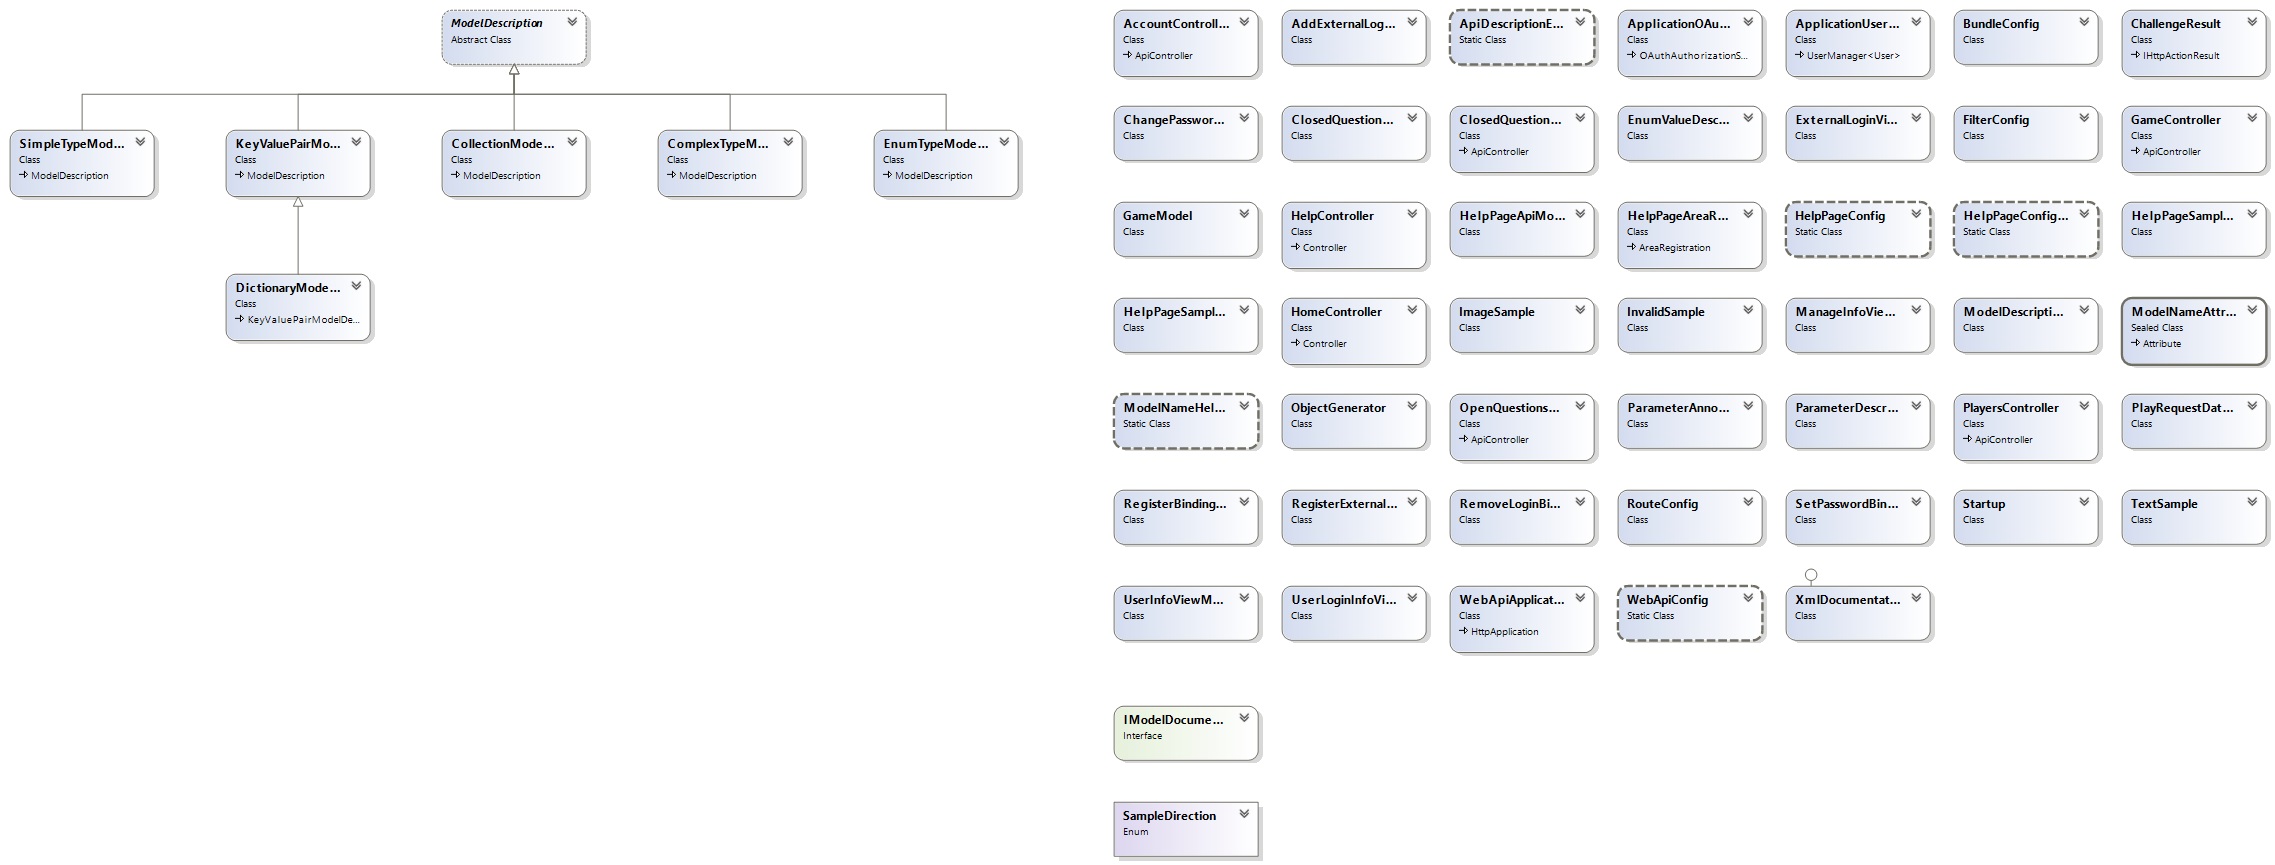 ModelDescription
Abstract Class
SimpleTypeMod...
Class
ModelDescription
KeyValuePairMo...
Class
ModelDescription
CollectionMode...
Class
ModelDescription
ComplexTypeM...
Class
ModelDescription
EnumTypeMode...
Class
ModelDescription
DictionaryMode...
Class
KeyValuePairModelDe...
AccountControll...
Class
ApiController
AddExternalLog...
Class
ApiDescriptionE...
Static Class
ApplicationOAu...
Class
OAuthAuthorizationS...
ApplicationUser...
Class
UserManager<User>
BundleConfig
Class
ChallengeResult
Class
IHttpActionResult
ChangePasswor...
Class
ClosedQuestion...
Class
ClosedQuestion...
Class
ApiController
EnumValueDesc...
Class
ExternalLoginVi...
Class
FilterConfig
Class
GameController
Class
ApiController
GameModel
Class
HelpController
Class
Controller
HelpPageApiMo...
Class
HelpPageAreaR...
Class
AreaRegistration
HelpPageConfig
Static Class
HelpPageConfig...
Static Class
HelpPageSampl...
Class
HelpPageSampl...
Class
HomeController
Class
Controller
ImageSample
Class
InvalidSample
Class
ManageInfoVie...
Class
ModelDescripti...
Class
ModelNameAttr...
Sealed Class
Attribute
ModelNameHel...
Static Class
ObjectGenerator
Class
OpenQuestions...
Class
ApiController
ParameterAnno...
Class
ParameterDescr...
Class
PlayersController
Class
ApiController
PlayRequestDat...
Class
RegisterBinding...
Class
RegisterExternal...
Class
RemoveLoginBi...
Class
RouteConfig
Class
SetPasswordBin...
Class
Startup
Class
TextSample
Class
UserInfoViewM...
Class
UserLoginInfoVi...
Class
WebApiApplicat...
Class
HttpApplication
WebApiConfig
Static Class
XmlDocumentat...
Class
IModelDocume...
Interface
SampleDirection
Enum